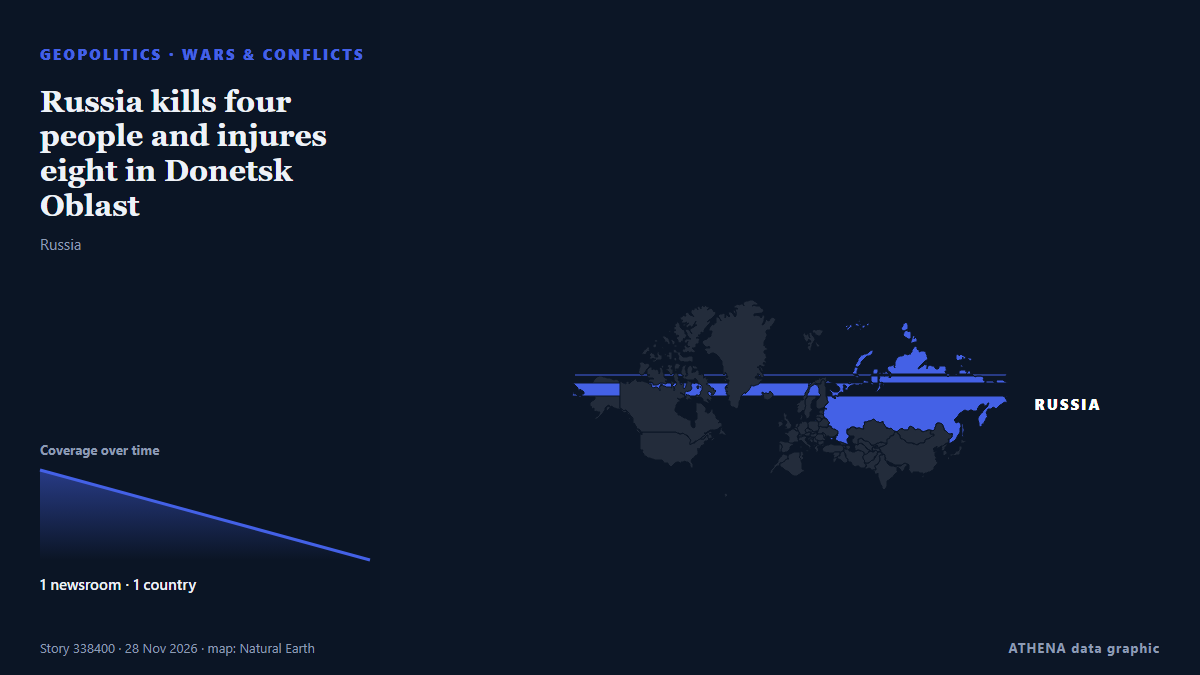 GEOPOLITICS · WARS & CONFLICTS
Russia kills four
people and injures
eight in Donetsk
Oblast
Russia
RUSSIA
Coverage over time
1 newsroom · 1 country
Story 338400 · 28 Nov 2026 · map: Natural Earth
ATHENA data graphic